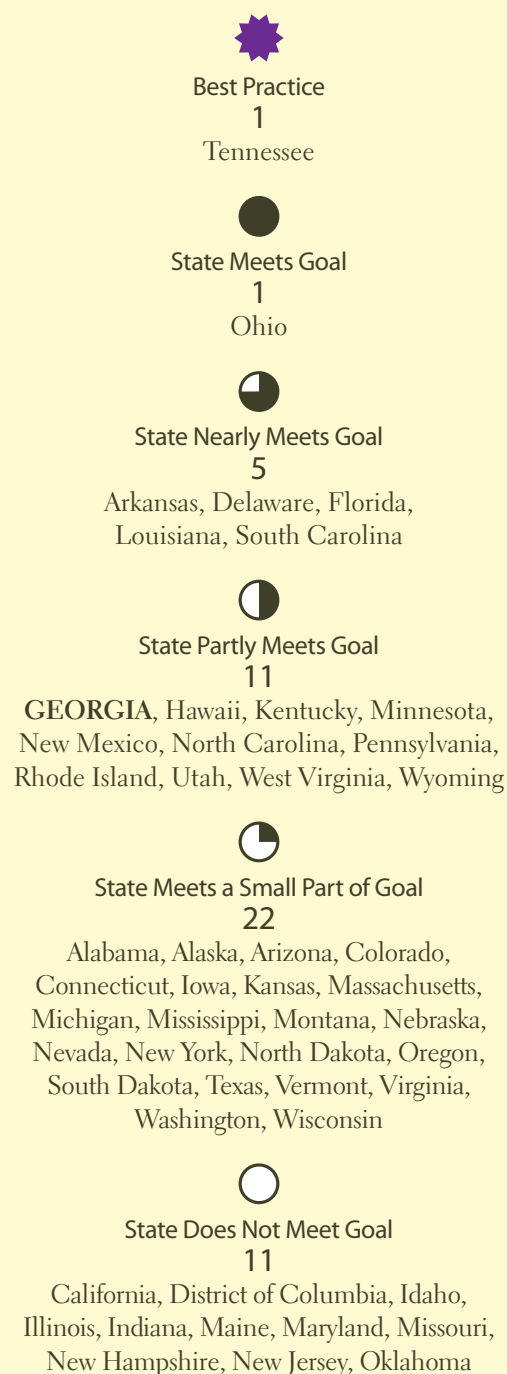 Best Practice
1
Tennessee
State Meets Goal
1
Ohio
State Nearly Meets Goal
5
Arkansas, Delaware, Florida,
Louisiana, South Carolina
State Partly Meets Goal
11
GEORGIA, Hawaii, Kentucky, Minnesota,
New Mexico, North Carolina, Pennsylvania,
Rhode Island, Utah, West Virginia, Wyoming
State Meets a Small Part of Goal
22
Alabama, Alaska, Arizona, Colorado,
Connecticut, Iowa, Kansas, Massachusetts,
Michigan, Mississippi, Montana, Nebraska,
Nevada, New York, North Dakota, Oregon,
South Dakota, Texas, Vermont, Virginia,
Washington, Wisconsin
State Does Not Meet Goal
11
California, District of Columbia, Idaho,
Illinois, Indiana, Maine, Maryland, Missouri,
New Hampshire, New Jersey, Oklahoma